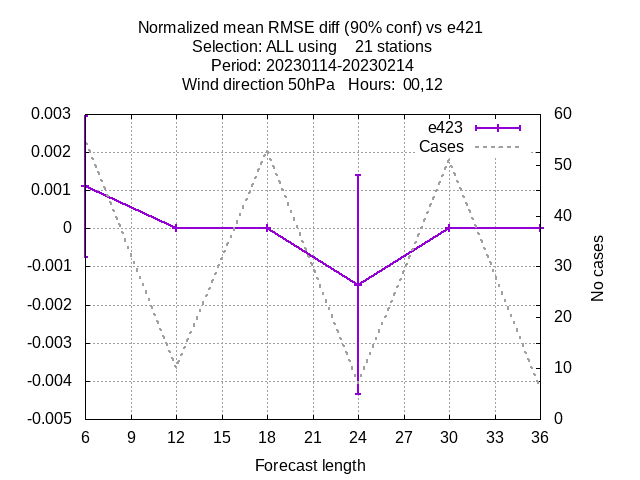 Normalized mean RMSE diff (90% conf) vs e421
Selection: ALL using    21 stations
Period: 20230114-20230214
Wind direction 50hPa   Hours:  00,12
e423
Cases
0.003
0.002
0.001
0
-0.001
-0.002
-0.003
-0.004
-0.005
60
50
40
30
20
10
0
No cases
6 9 12 15 18 21 24 27 30 33 36
Forecast length